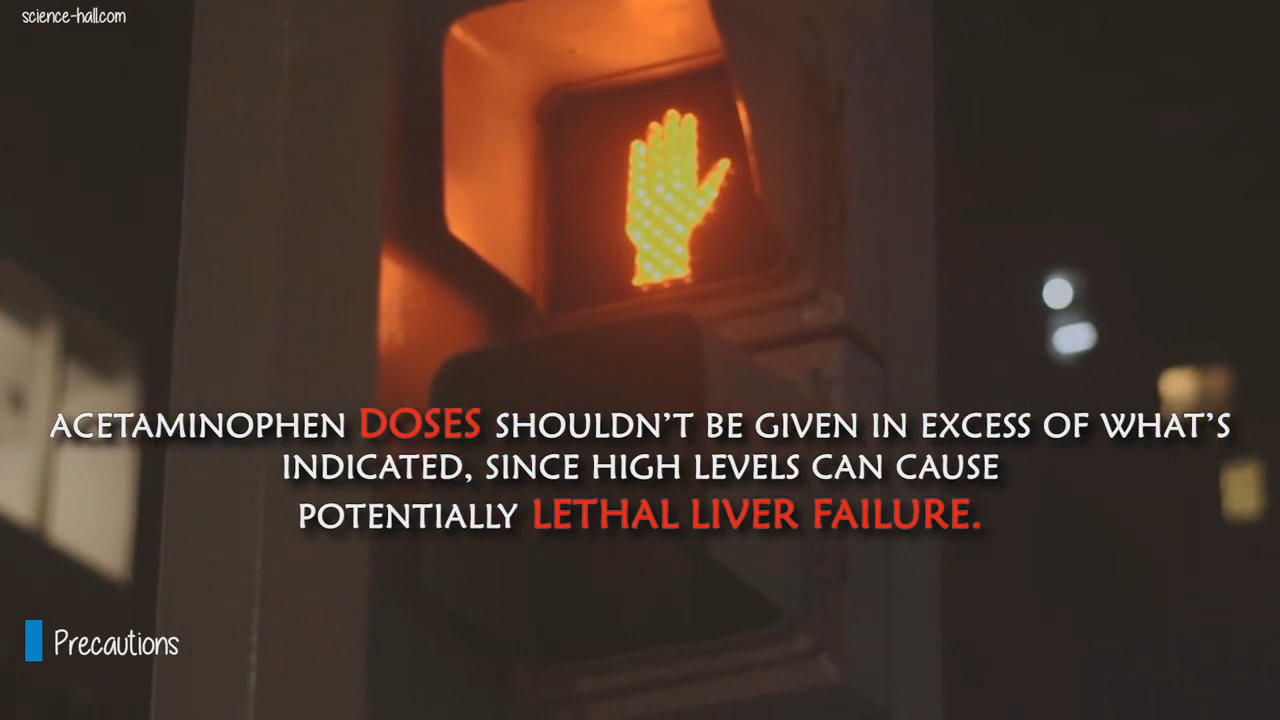 science-hall.com
ACETAMINOPHEN DOSES SHOULDN'T BE GIVEN IN EXCESS OF WHAT'S
INDICATED, SINCE HIGH LEVELS CAN CAUSE
POTENTIALLY LETHAL LIVER FAILURE.
Precautions